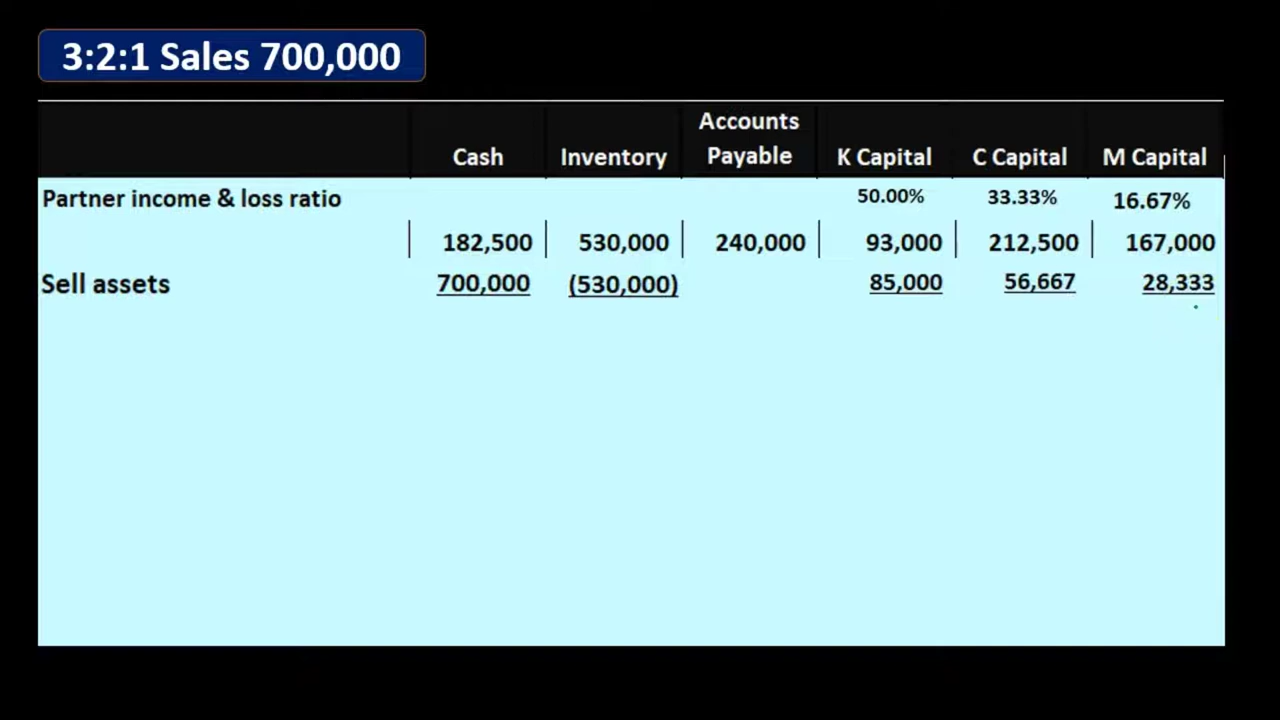 3:2:1 Sales 700,000
Cash Inventory Accounts Payable K Capital C Capital M Capital
Partner income & loss ratio 50.00% 33.33% 16.67%
182,500 530,000 240,000 93,000 212,500 167,000
Sell assets 700,000 (530,000) 85,000 56,667 28,333